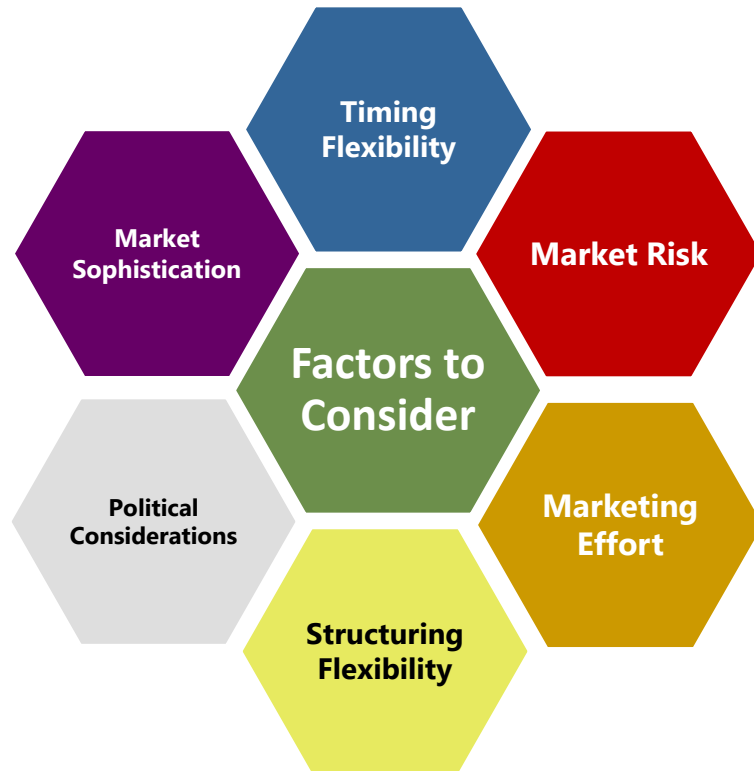 Timing
Flexibility
Market
Sophistication
Market Risk
Factors to
Consider
Political
Considerations
Marketing
Effort
Structuring
Flexibility